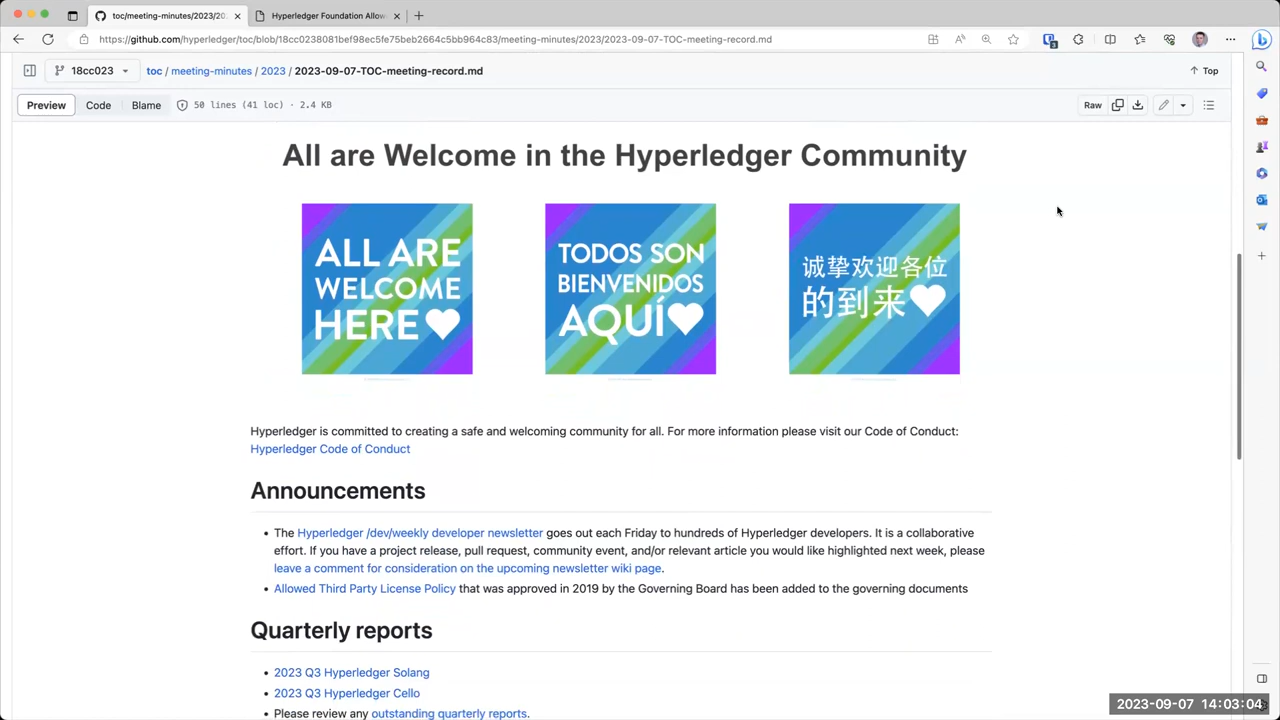 toc/meeting-minutes/2023/20
Hyperledger Foundation Allow
https://github.com/hyperledger/toc/blob/18cc0238081bef98ec5fe75beb2664c5bb964c83/meeting-minutes/2023/2023-09-07-TOC-meeting-record.md
18cc023
toc / meeting-minutes / 2023 / 2023-09-07-TOC-meeting-record.md
Top
Preview
Code
Blame
50 lines (41 loc) · 2.4 KB
Raw
All are Welcome in the Hyperledger Community
ALL ARE
WELCOME
HERE
TODOS SON
BIENVENIDOS
AQUÍ
诚挚欢迎各位
的到来
Hyperledger is committed to creating a safe and welcoming community for all. For more information please visit our Code of Conduct:
Hyperledger Code of Conduct
Announcements
The Hyperledger /dev/weekly developer newsletter goes out each Friday to hundreds of Hyperledger developers. It is a collaborative
effort. If you have a project release, pull request, community event, and/or relevant article you would like highlighted next week, please
leave a comment for consideration on the upcoming newsletter wiki page.
Allowed Third Party License Policy that was approved in 2019 by the Governing Board has been added to the governing documents
Quarterly reports
2023 Q3 Hyperledger Solang
2023 Q3 Hyperledger Cello
Please review any outstanding quarterly reports.
2023-09-07 14:03:04